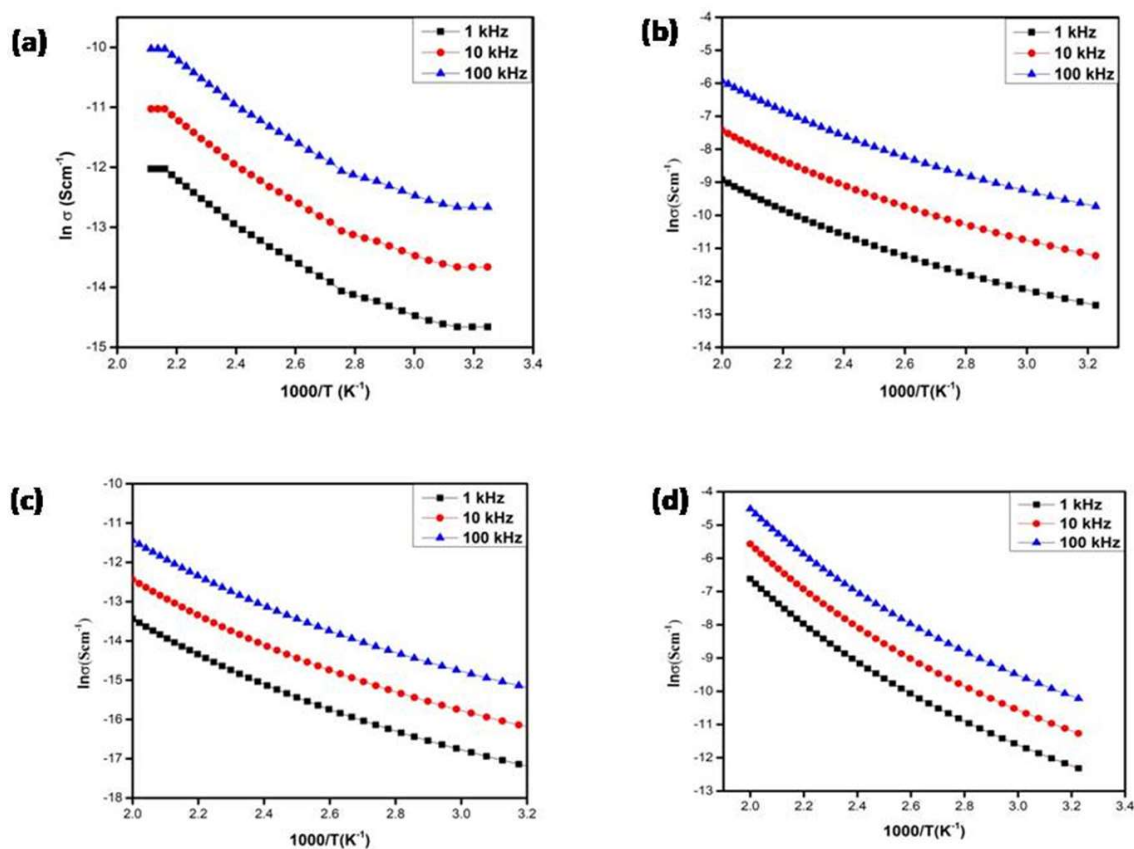 (a)
1 kHz
10 kHz
100 kHz
-10
-11
-12
-13
-14
-15
ln σ (Scm⁻¹)
2.0 2.2 2.4 2.6 2.8 3.0 3.2 3.4
1000/T (K⁻¹)
(b)
1 kHz
10 kHz
100 kHz
-4
-5
-6
-7
-8
-9
-10
-11
-12
-13
-14
lnσ(Scm⁻¹)
2.0 2.2 2.4 2.6 2.8 3.0 3.2
1000/T(K⁻¹)
(c)
1 kHz
10 kHz
100 kHz
-10
-11
-12
-13
-14
-15
-16
-17
-18
lnσ(Scm⁻¹)
2.0 2.2 2.4 2.6 2.8 3.0 3.2
1000/T(K⁻¹)
(d)
1 kHz
10 kHz
100 kHz
-4
-5
-6
-7
-8
-9
-10
-11
-12
-13
lnσ(Scm⁻¹)
2.0 2.2 2.4 2.6 2.8 3.0 3.2 3.4
1000/T(K⁻¹)